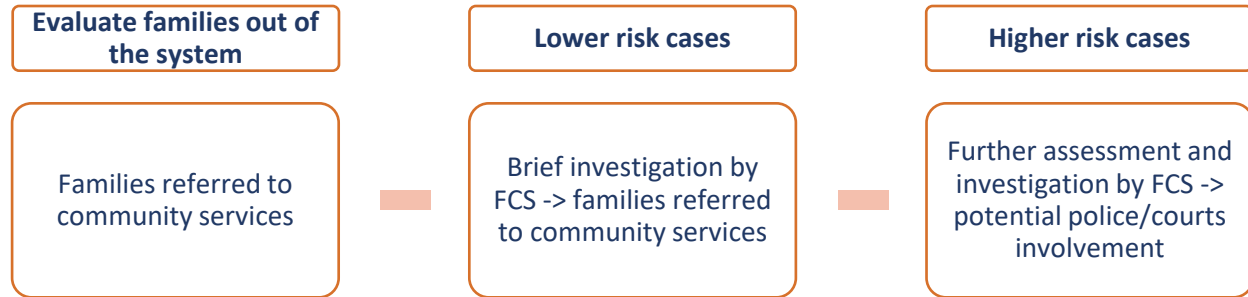 Evaluate families out of
the system
Lower risk cases
Higher risk cases
Families referred to
community services
Brief investigation by
FCS -> families referred
to community services
Further assessment and
investigation by FCS ->
potential police/courts
involvement